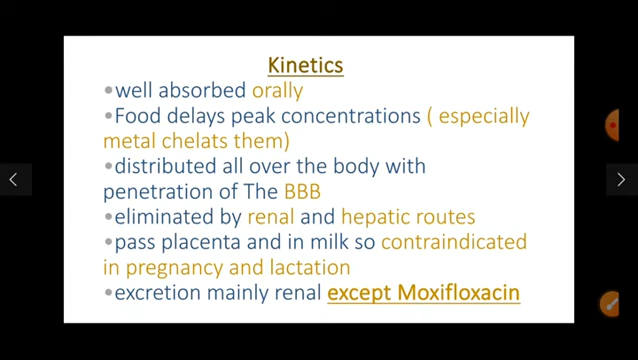 Kinetics
•well absorbed orally
•Food delays peak concentrations ( especially
metal chelats them)
•distributed all over the body with
penetration of The BBB
•eliminated by renal and hepatic routes
•pass placenta and in milk so contraindicated
in pregnancy and lactation
•excretion mainly renal except Moxifloxacin